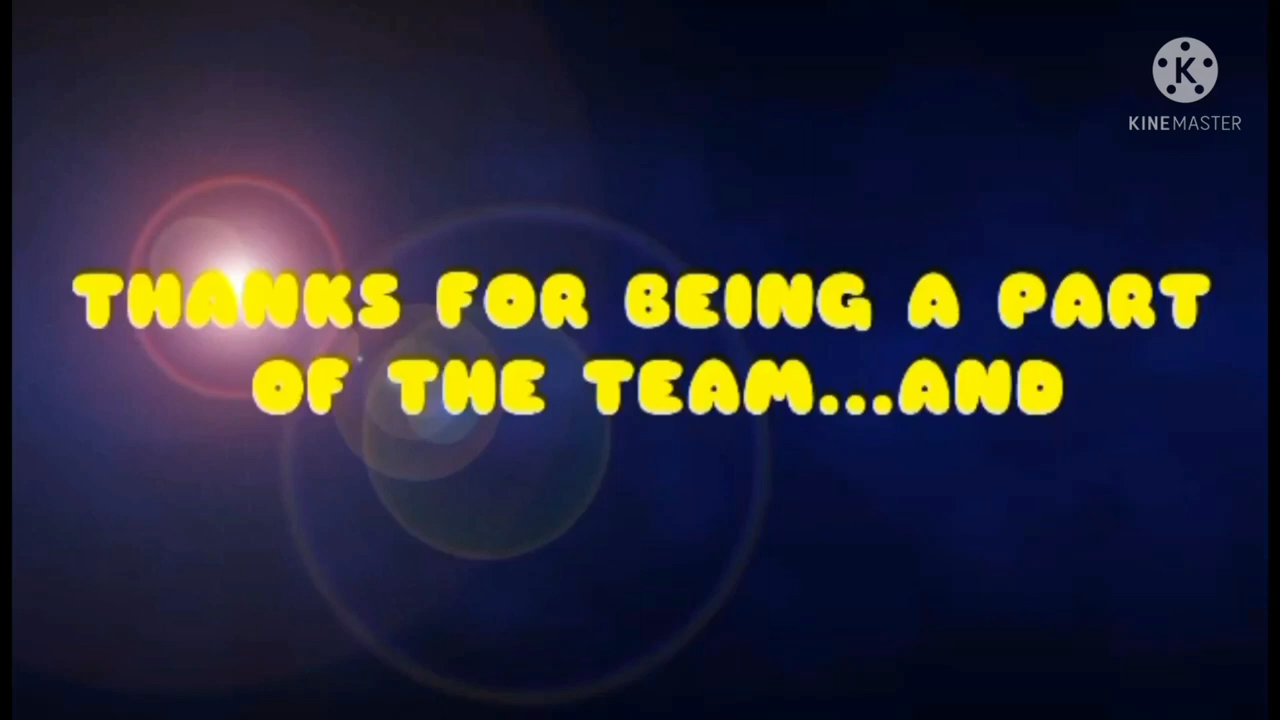 K
KINEMASTER
THANKS FOR BEING A PART
OF THE TEAM...AND